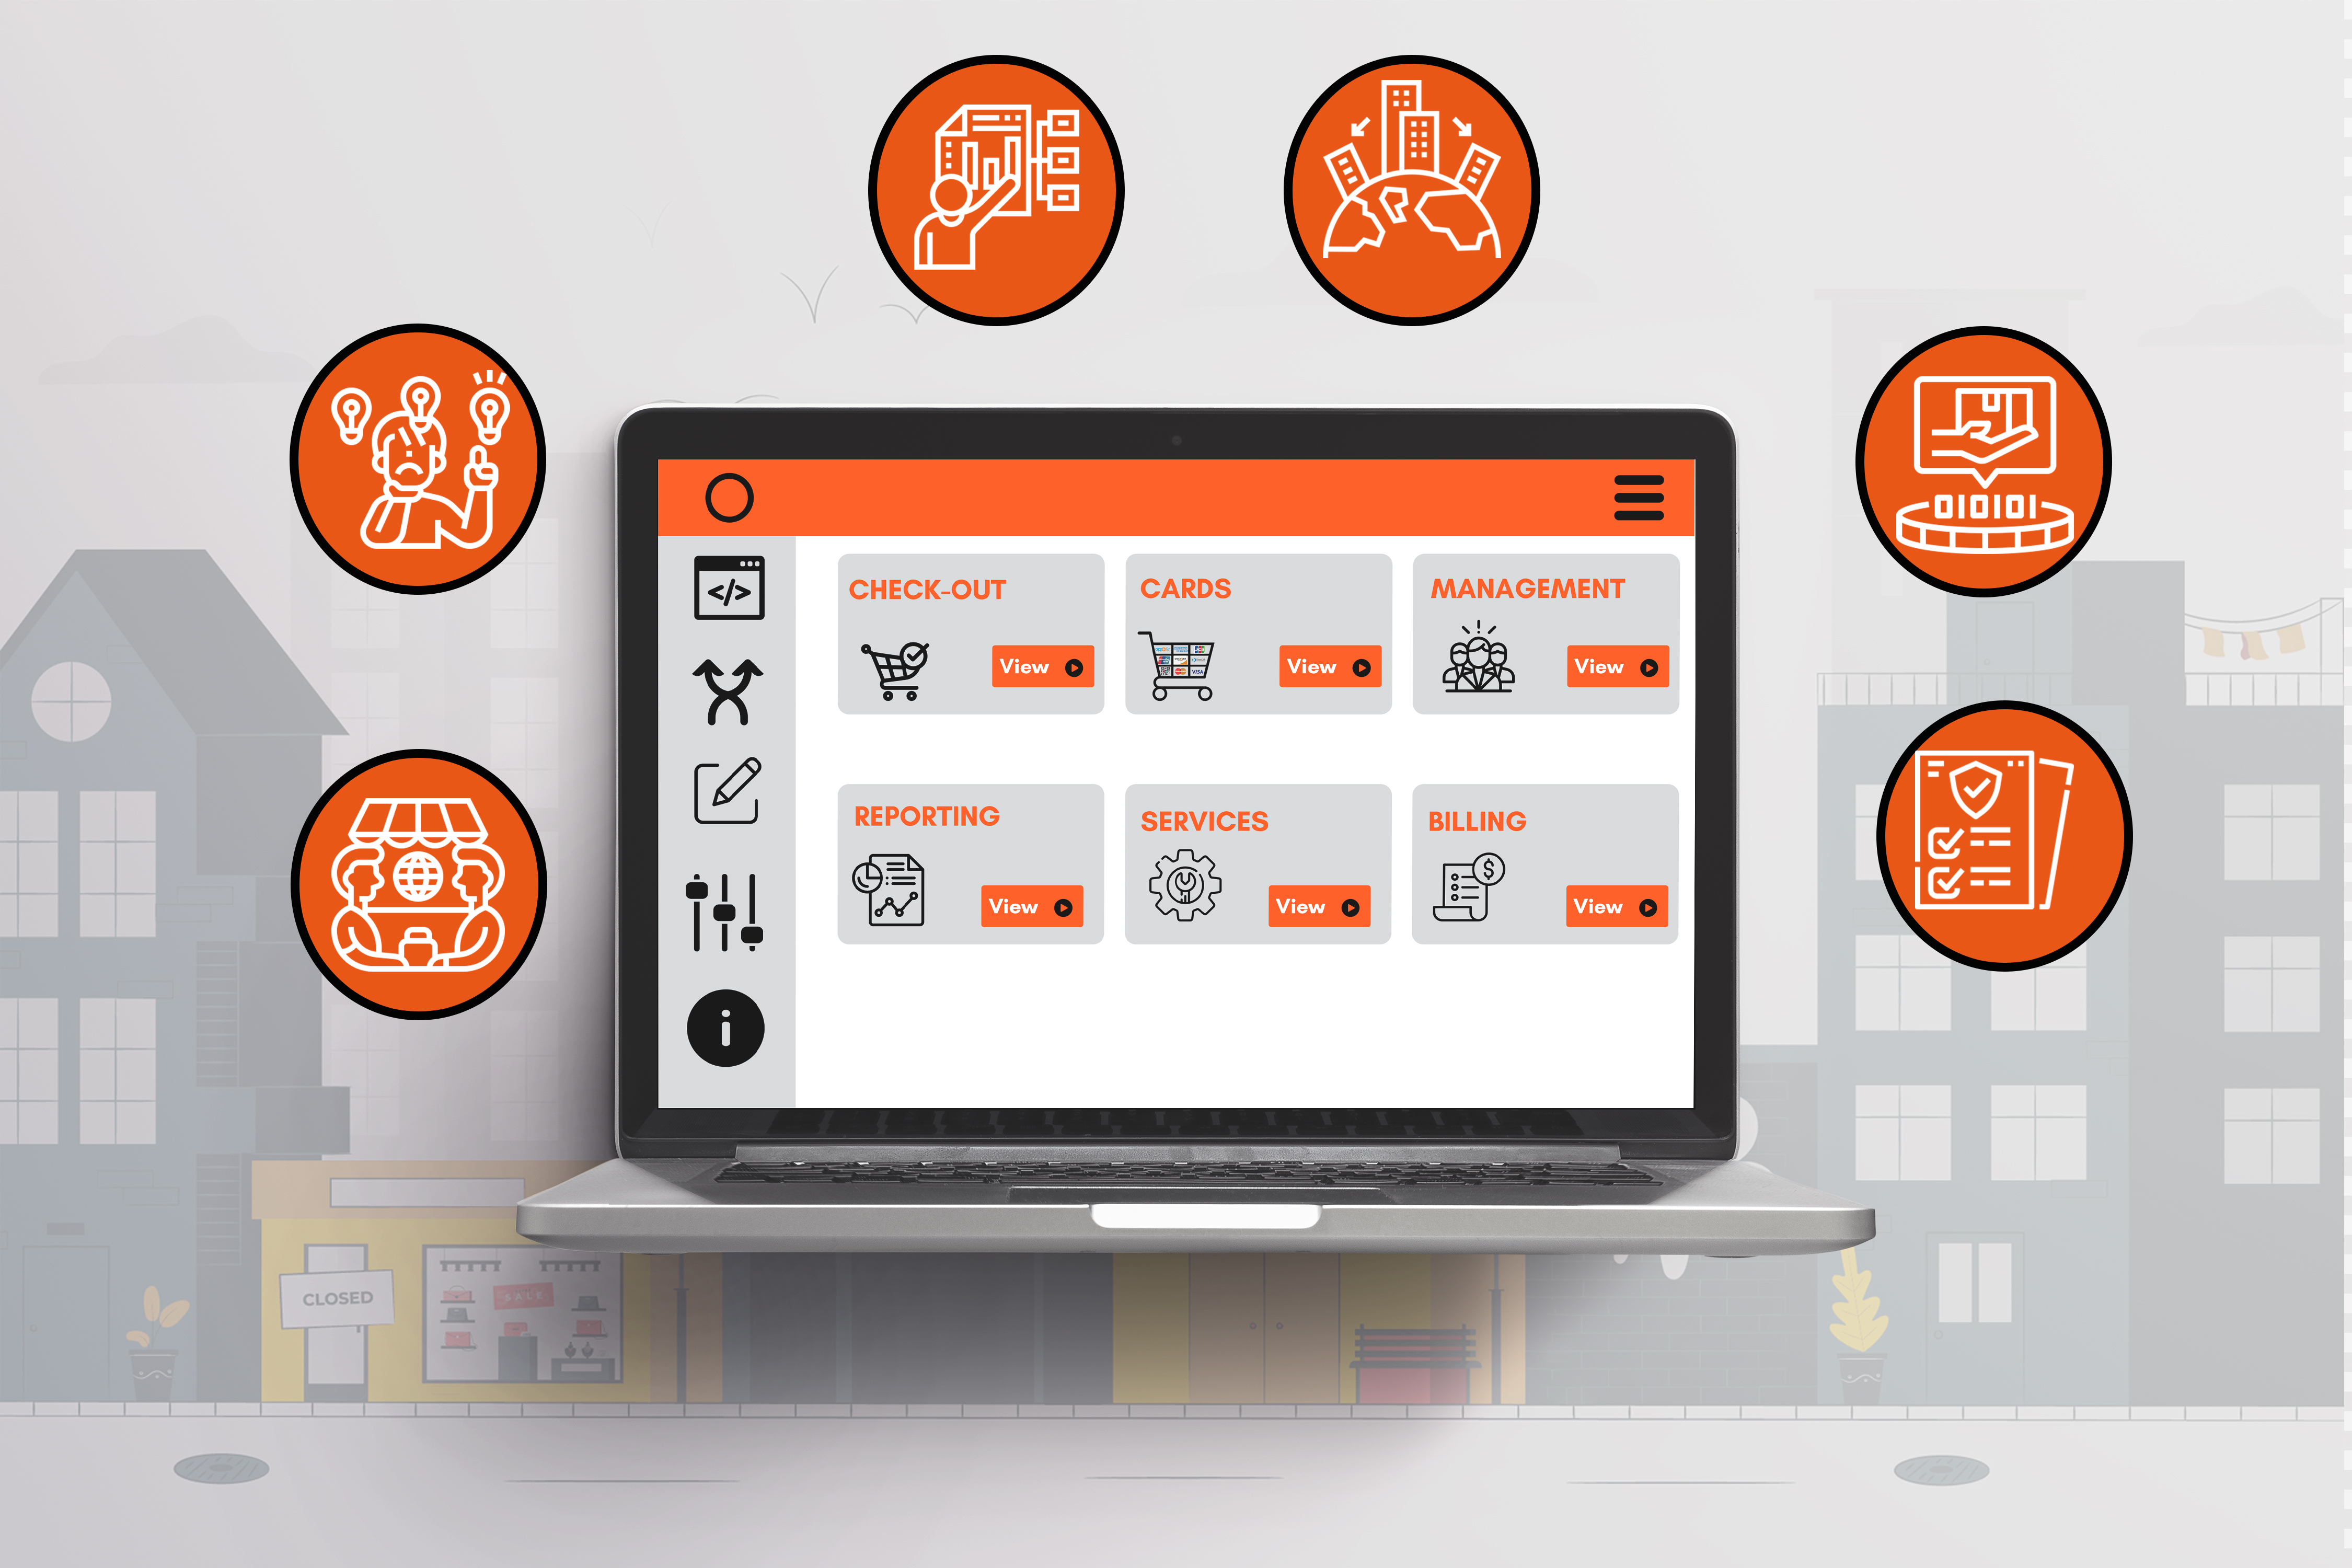 010101
CHECK-OUT
CARDS
MANAGEMENT
</>
View
View
View
REPORTING
SERVICES
BILLING
$
View
View
View
i
CLOSED
SALE